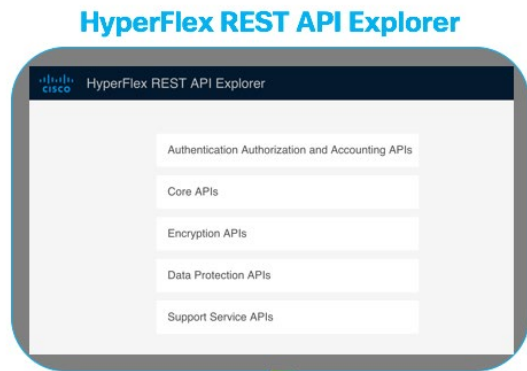 HyperFlex REST API Explorer
CISCO HyperFlex REST API Explorer
Authentication Authorization and Accounting APIs
Core APIs
Encryption APIs
Data Protection APIs
Support Service APIs